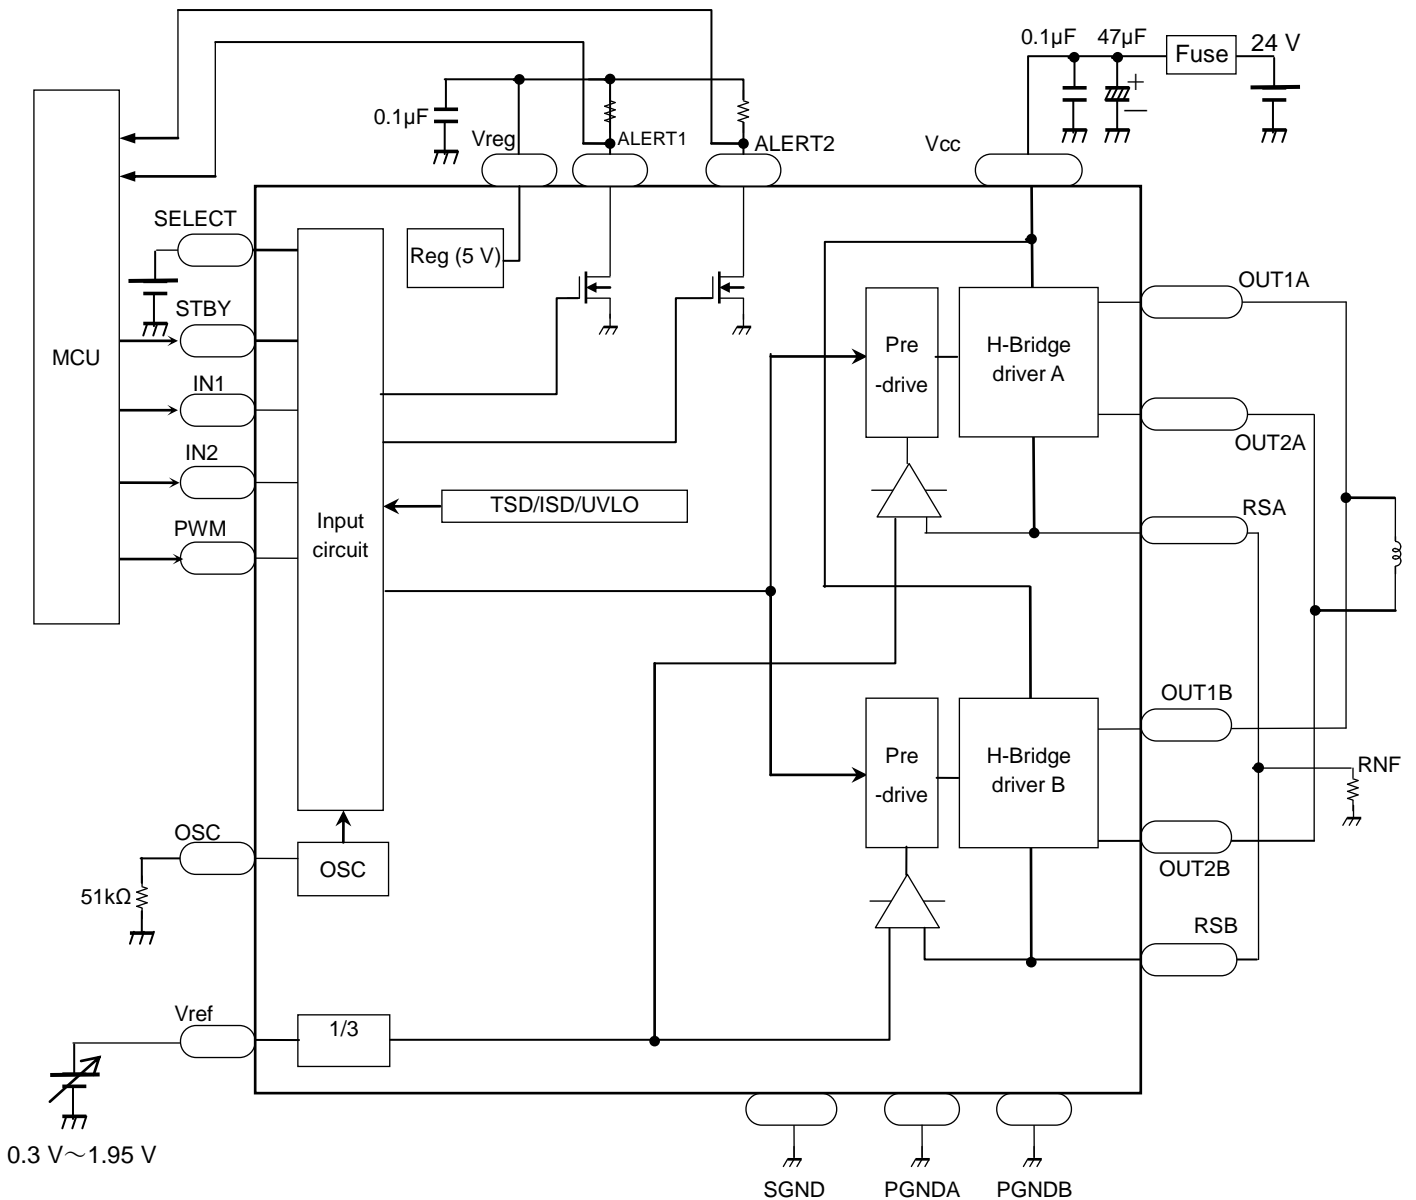 0.1µF
47µF
Fuse
24 V
0.1µF
Vreg
ALERT1
ALERT2
Vcc
SELECT
Reg (5 V)
STBY
MCU
IN1
IN2
PWM
Input
circuit
TSD/ISD/UVLO
Pre
-drive
H-Bridge
driver A
OUT1A
OUT2A
RSA
OUT1B
Pre
-drive
H-Bridge
driver B
RNF
OUT2B
RSB
OSC
OSC
51kΩ
Vref
1/3
0.3 V～1.95 V
SGND
PGNDA
PGNDB